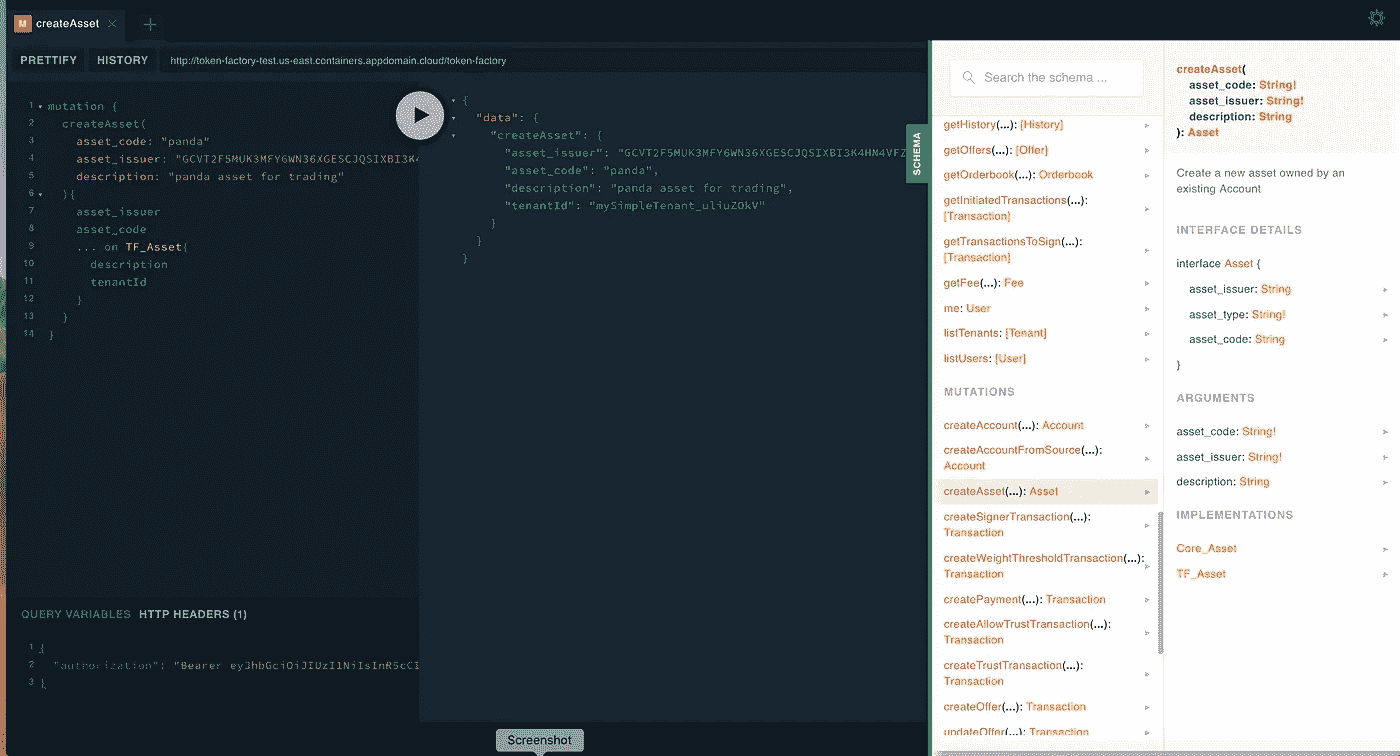 M createAsset
PRETTIFY HISTORY http://token-factory-test.us-east.containers.appdomain.cloud/token-factory
1 mutation {
2 createAsset(
3 asset_code: "panda"
4 asset_issuer: "GCVT2F5MUK3MFY6WN36XGESCJQSIXBI3K4
5 description: "panda asset for trading"
6 ){
7 asset_issuer
8 asset_code
9 ... on TF_Asset{
10 description
11 tenantId
12 }
13 }
14 }
QUERY VARIABLES HTTP HEADERS (1)
1 {
2 "authorization": "Bearer
3 }
{
"data": {
"createAsset": {
"asset_issuer": "GCVT2F5MUK3MFY6WN36XGESCJQSIXBI3K4HN4VFZ
"asset_code": "panda",
"description": "panda asset for trading",
"tenantId": "mySimpleTenant_uliuZOkV"
}
}
}
SCHEMA
Search the schema ...
getHistory(...): [History]
getOffers(...): [Offer]
getOrderbook(...): Orderbook
getInitiatedTransactions(...):
[Transaction]
getTransactionsToSign(...):
[Transaction]
getFee(...): Fee
me: User
listTenants: [Tenant]
listUsers: [User]
MUTATIONS
createAccount(...): Account
createAccountFromSource(...):
Account
createAsset(...): Asset
createSignerTransaction(...):
Transaction
createWeightThresholdTransaction(...):
Transaction
createPayment(...): Transaction
createAllowTrustTransaction(...):
Transaction
createTrustTransaction(...):
Transaction
createOffer(...): Transaction
updateOffer(...): Transaction
createAsset(
asset_code: String!
asset_issuer: String!
description: String
): Asset
Create a new asset owned by an
existing Account
INTERFACE DETAILS
interface Asset {
asset_issuer: String
asset_type: String!
asset_code: String
}
ARGUMENTS
asset_code: String!
asset_issuer: String!
description: String
IMPLEMENTATIONS
Core_Asset
TF_Asset
Screenshot